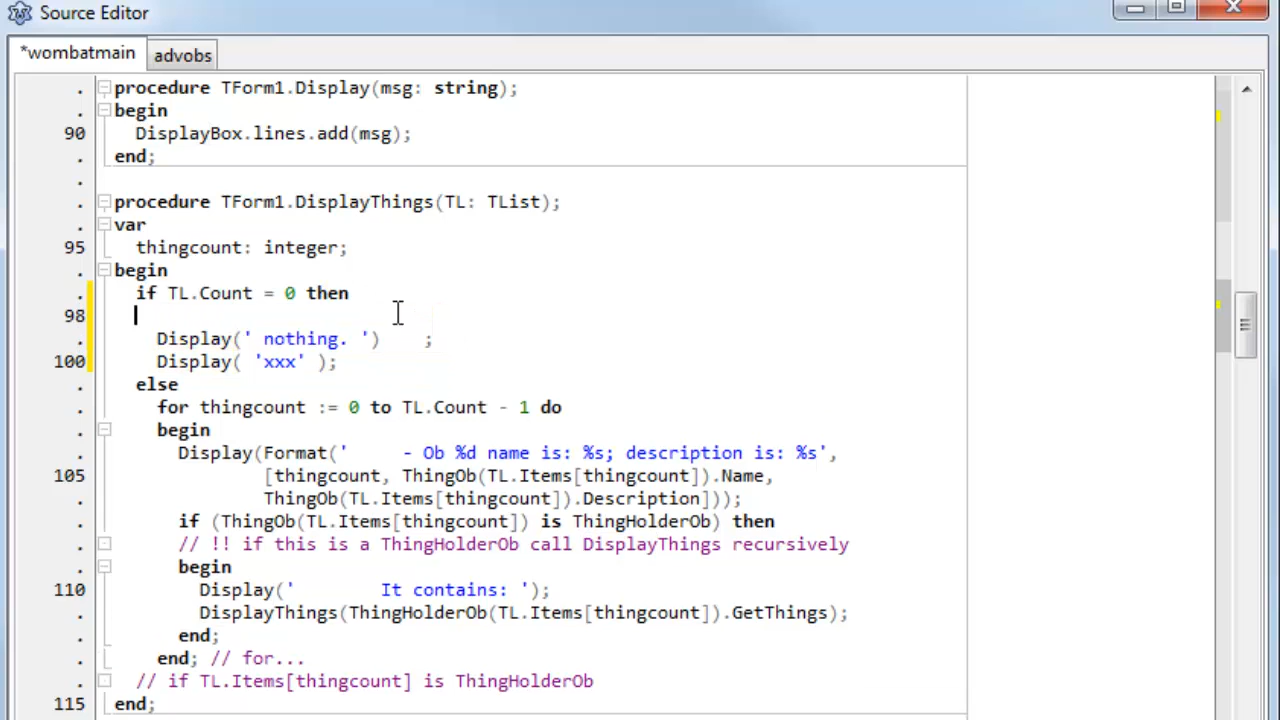 Source Editor
*wombatmain advobs
. procedure TForm1.Display(msg: string);
. begin
90 DisplayBox.lines.add(msg);
. end;
.
. procedure TForm1.DisplayThings(TL: TList);
. var
95 thingcount: integer;
. begin
. if TL.Count = 0 then
98
. Display(' nothing. ')    ;
100 Display( 'xxx' );
. else
. for thingcount := 0 to TL.Count - 1 do
. begin
. Display(Format('     - Ob %d name is: %s; description is: %s',
105 [thingcount, ThingOb(TL.Items[thingcount]).Name,
. ThingOb(TL.Items[thingcount]).Description]));
. if (ThingOb(TL.Items[thingcount]) is ThingHolderOb) then
. // !! if this is a ThingHolderOb call DisplayThings recursively
. begin
110 Display('        It contains: ');
. DisplayThings(ThingHolderOb(TL.Items[thingcount]).GetThings);
. end;
. end; // for...
. // if TL.Items[thingcount] is ThingHolderOb
115 end;